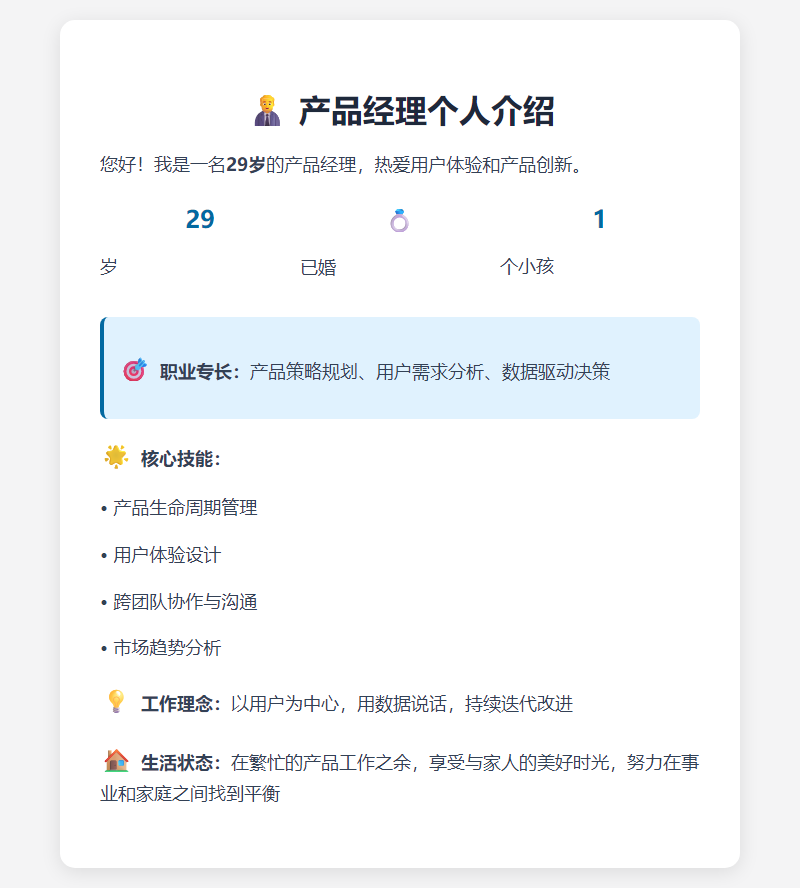 产品经理个人介绍
您好！我是一名29岁的产品经理，热爱用户体验和产品创新。
29
1
岁
已婚
个小孩
职业专长：产品策略规划、用户需求分析、数据驱动决策
核心技能：
• 产品生命周期管理
• 用户体验设计
• 跨团队协作与沟通
• 市场趋势分析
工作理念：以用户为中心，用数据说话，持续迭代改进
生活状态：在繁忙的产品工作之余，享受与家人的美好时光，努力在事
业和家庭之间找到平衡